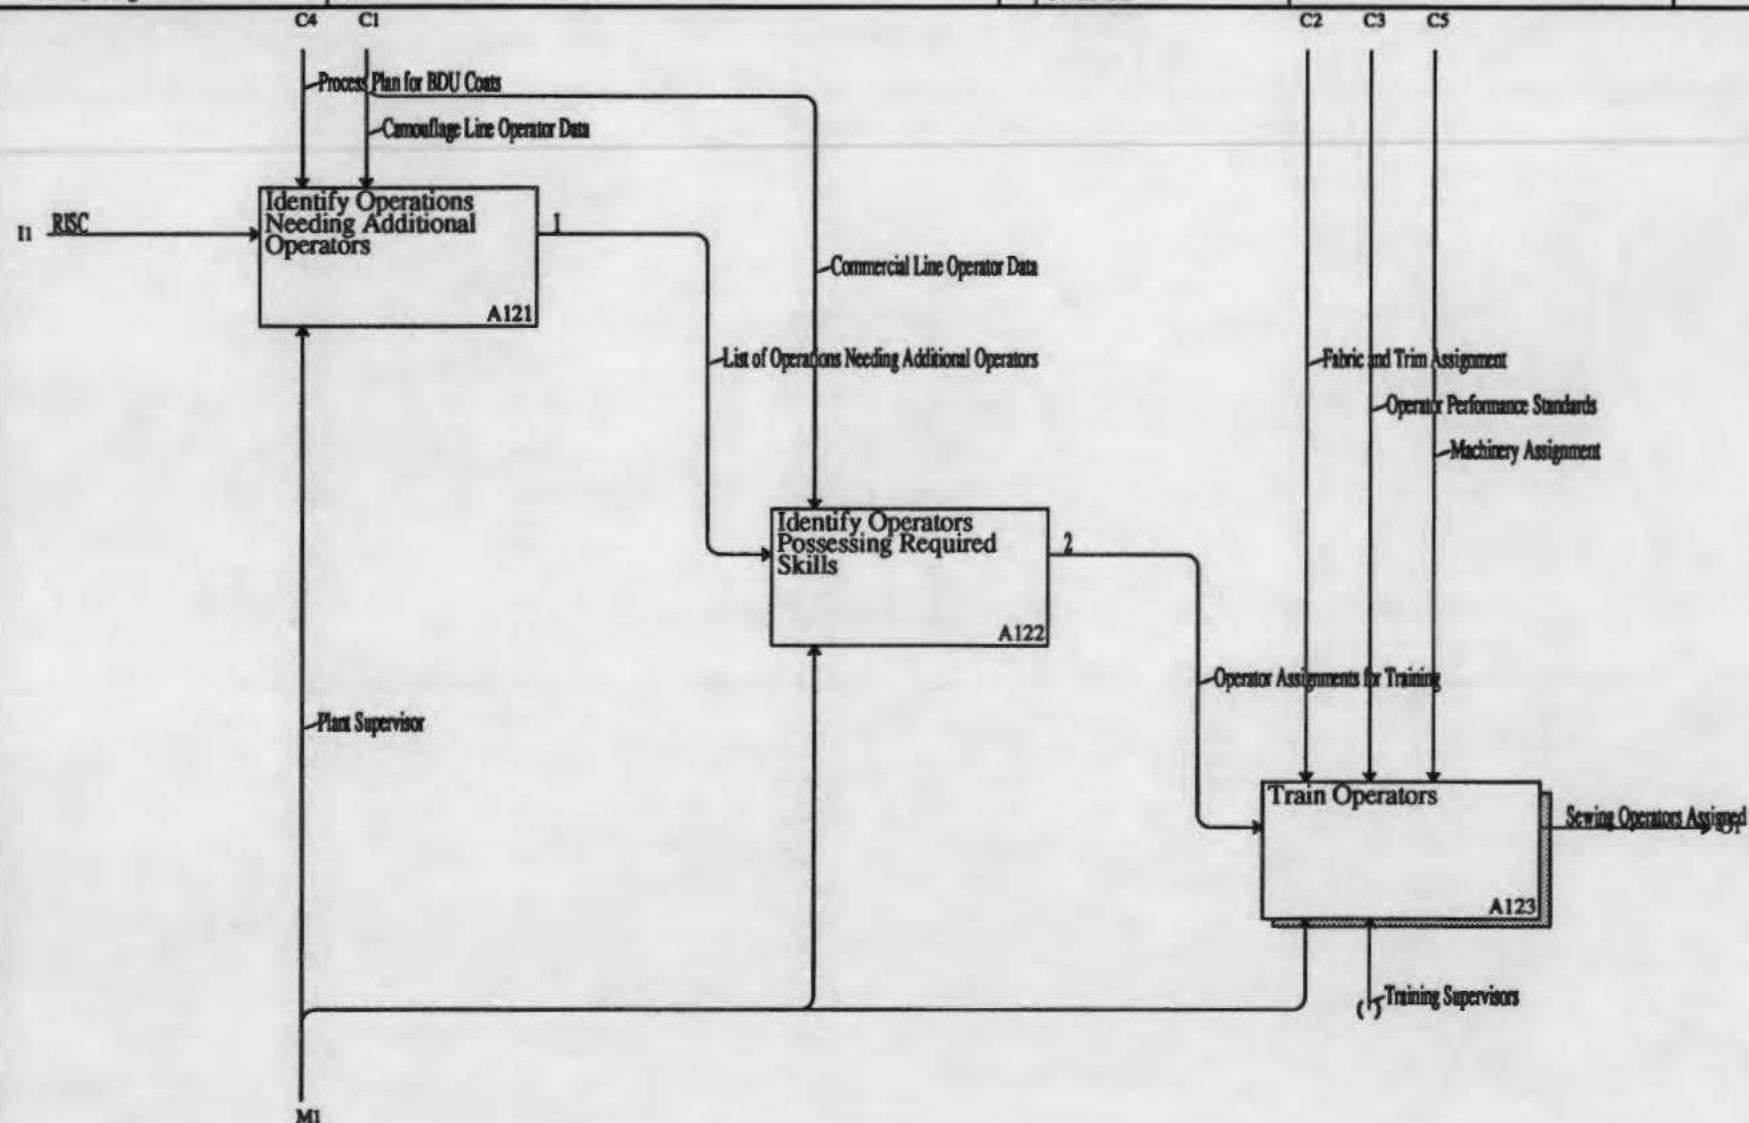 C4 C1 C2 C3 C5
Process Plan for BDU Coats
Camouflage Line Operator Data
Identify Operations
Needing Additional
Operators
A121
I1 RISC
1
Commercial Line Operator Data
List of Operations Needing Additional Operators
Fabric and Trim Assignment
Operator Performance Standards
Machinery Assignment
Identify Operators
Possessing Required
Skills
A122
2
Operator Assignments for Training
Plant Supervisor
Train Operators
A123
Sewing Operators Assigned
Training Supervisors
M1